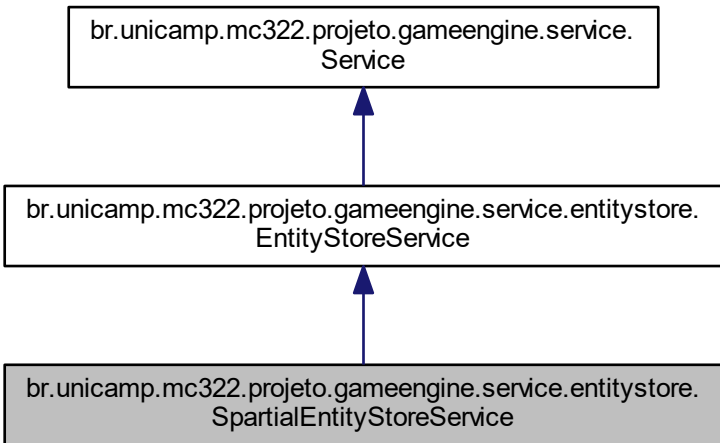 br.unicamp.mc322.projeto.gameengine.service.
Service
br.unicamp.mc322.projeto.gameengine.service.entitystore.
EntityStoreService
br.unicamp.mc322.projeto.gameengine.service.entitystore.
SpartialEntityStoreService